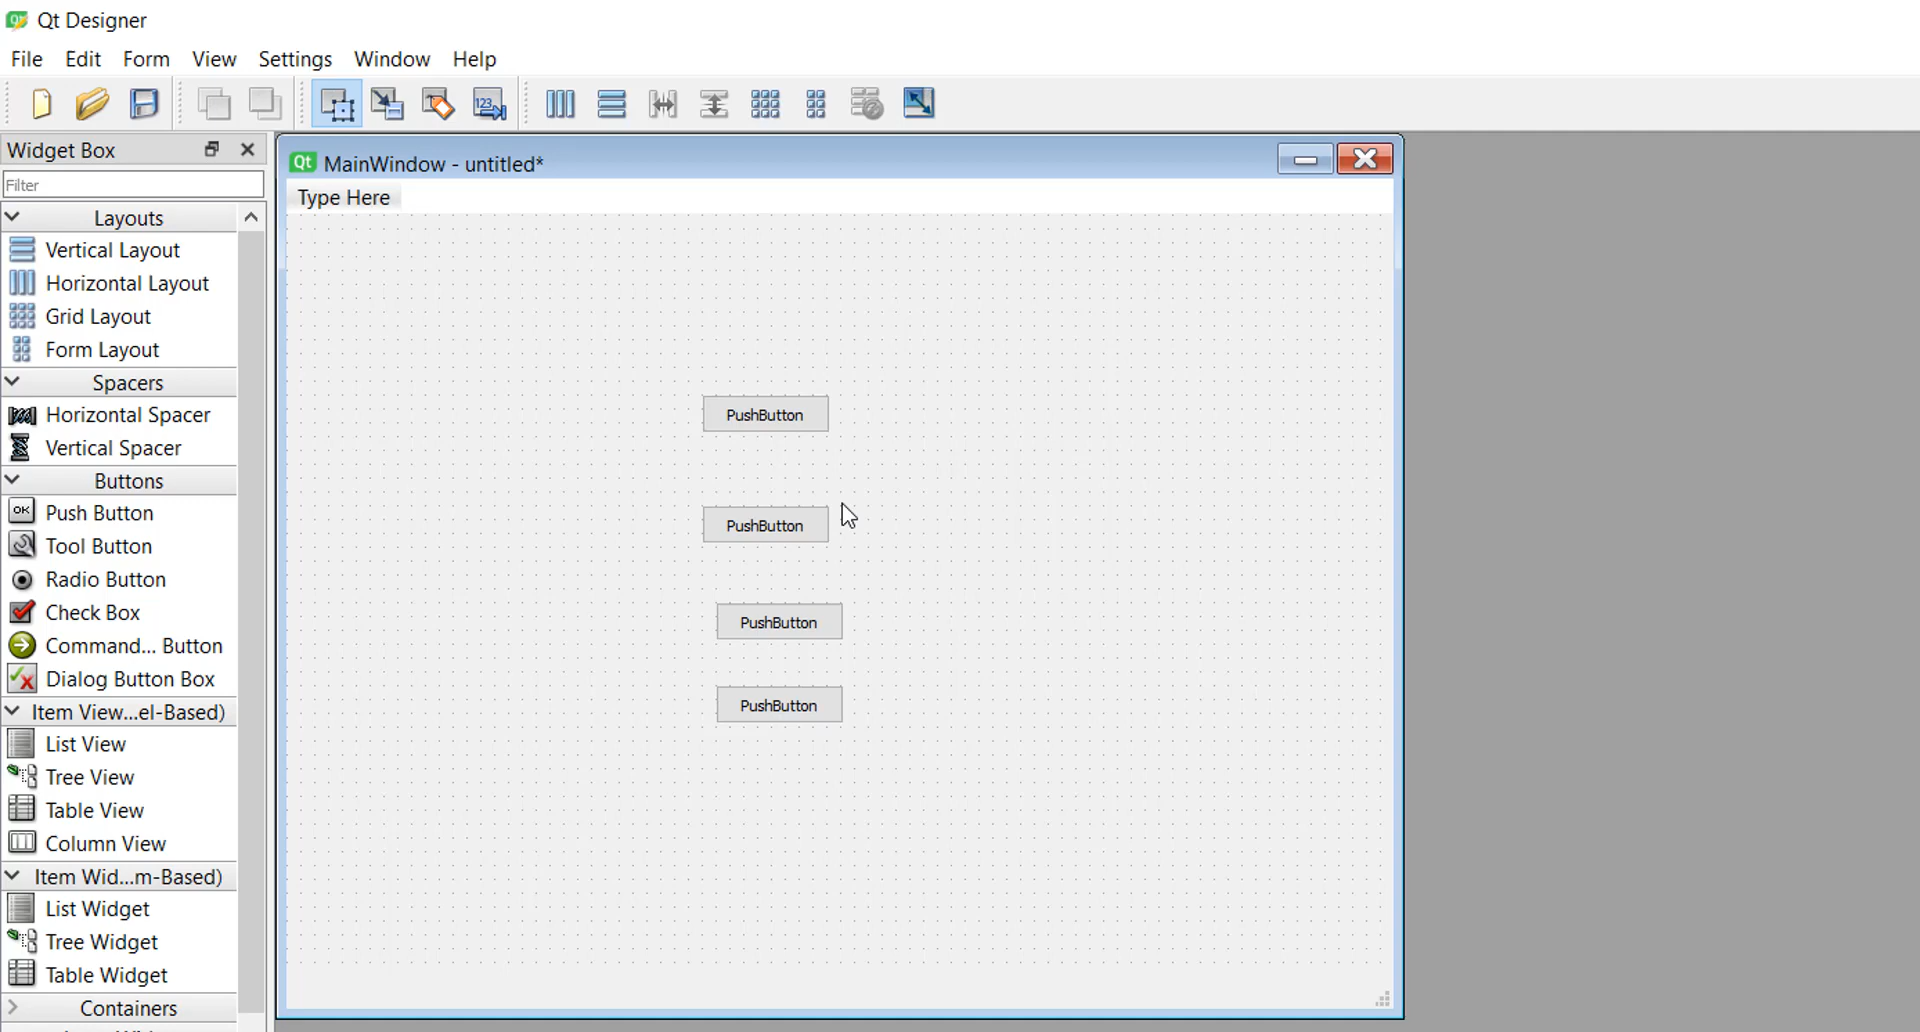 Qt Designer
File Edit Form View Settings Window Help
123
Widget Box
Filter
Layouts
Vertical Layout
Horizontal Layout
Grid Layout
Form Layout
Spacers
Horizontal Spacer
Vertical Spacer
Buttons
OK Push Button
Tool Button
Radio Button
Check Box
Command... Button
Dialog Button Box
Item View...el-Based)
List View
Tree View
Table View
Column View
Item Wid...m-Based)
List Widget
Tree Widget
Table Widget
Containers
Qt MainWindow - untitled*
Type Here
PushButton
PushButton
PushButton
PushButton